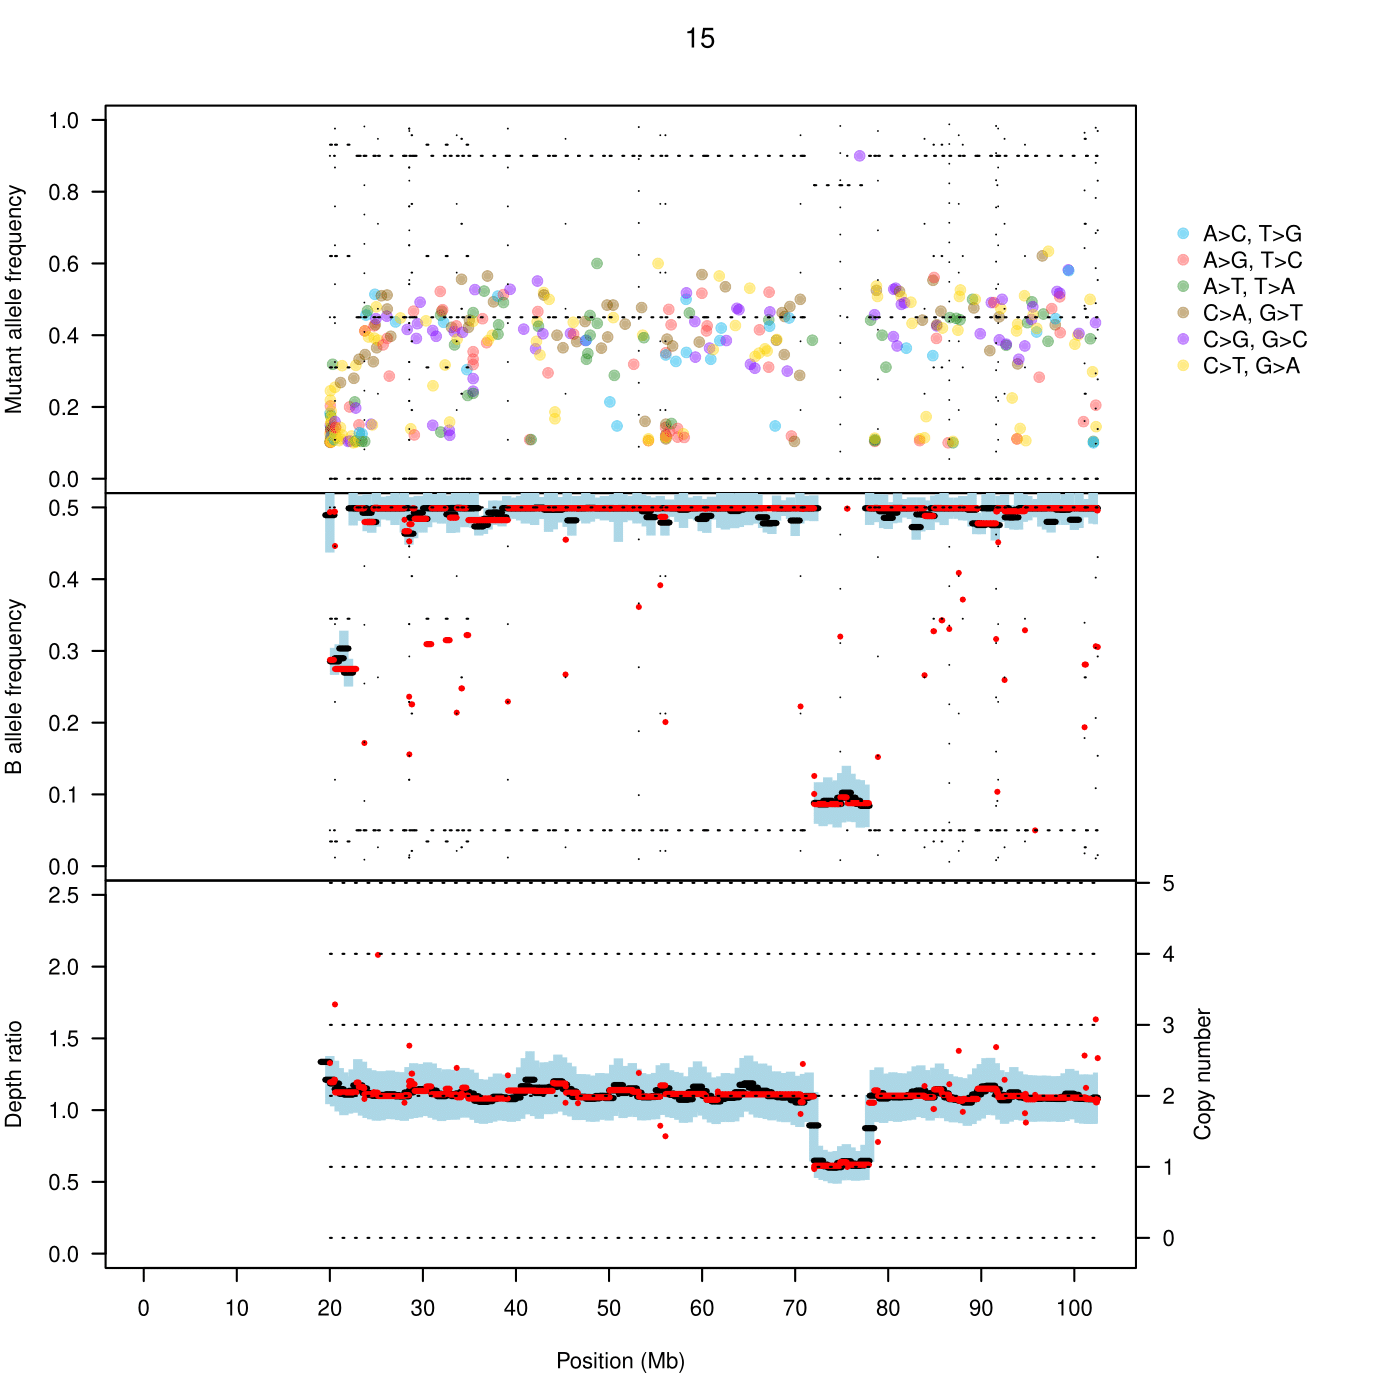 15
Mutant allele frequency
1.0
0.8
0.6
0.4
0.2
0.0
A>C, T>G
A>G, T>C
A>T, T>A
C>A, G>T
C>G, G>C
C>T, G>A
B allele frequency
0.5
0.4
0.3
0.2
0.1
0.0
Depth ratio
2.5
2.0
1.5
1.0
0.5
0.0
5
4
3
2
1
0
Copy number
0 10 20 30 40 50 60 70 80 90 100
Position (Mb)